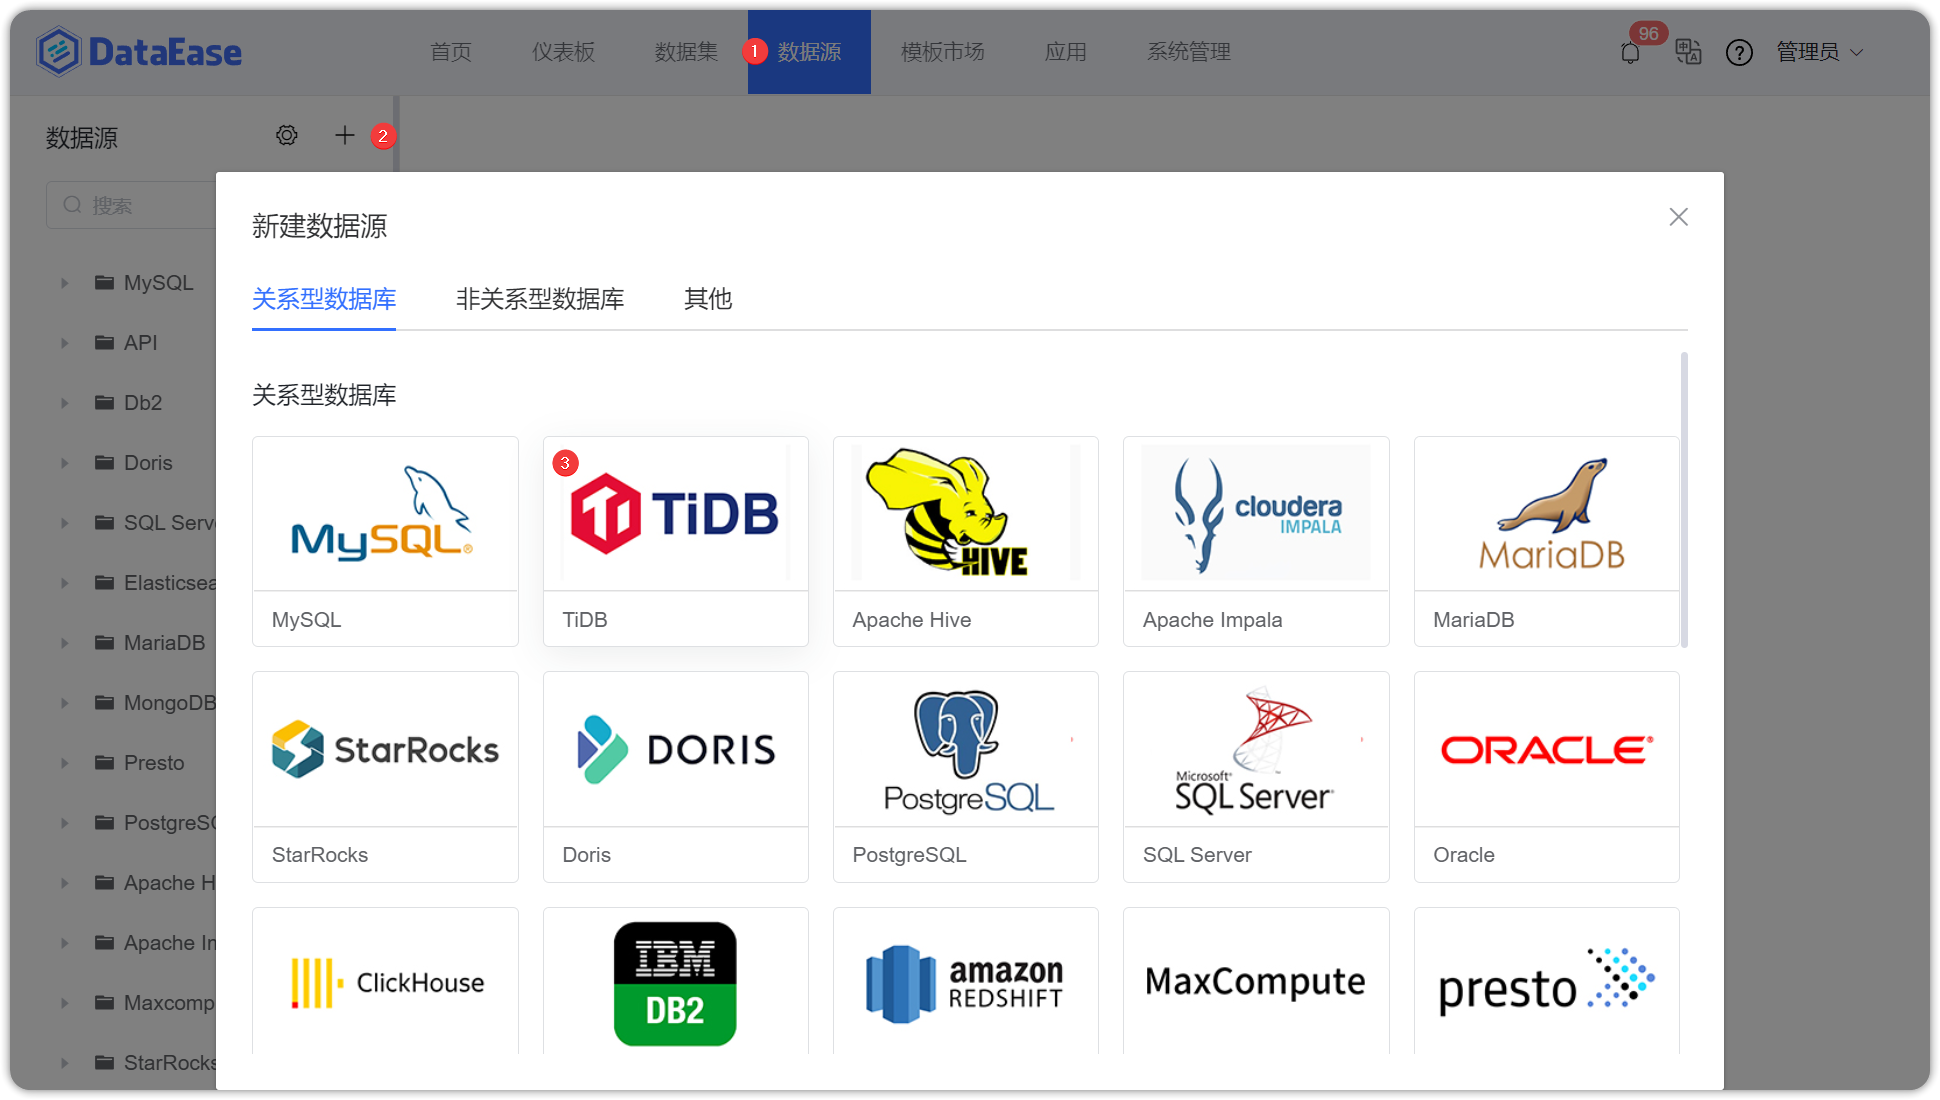 DataEase
首页 仪表板 数据集 1 数据源 模板市场 应用 系统管理 96 管理员
数据源 2
搜索
MySQL
API
Db2
Doris
SQL Serv
Elasticsea
MariaDB
MongoDB
Presto
PostgreSQ
Apache H
Apache Im
Maxcomp
StarRocks
新建数据源
关系型数据库 非关系型数据库 其他
关系型数据库
MySQL®
3 TiDB
HIVE
cloudera
IMPALA
MariaDB
MySQL TiDB Apache Hive Apache Impala MariaDB
StarRocks
DORIS
PostgreSQL
Microsoft®
SQL Server®
ORACLE®
StarRocks Doris PostgreSQL SQL Server Oracle
ClickHouse
IBM
DB2
amazon
REDSHIFT
MaxCompute
presto